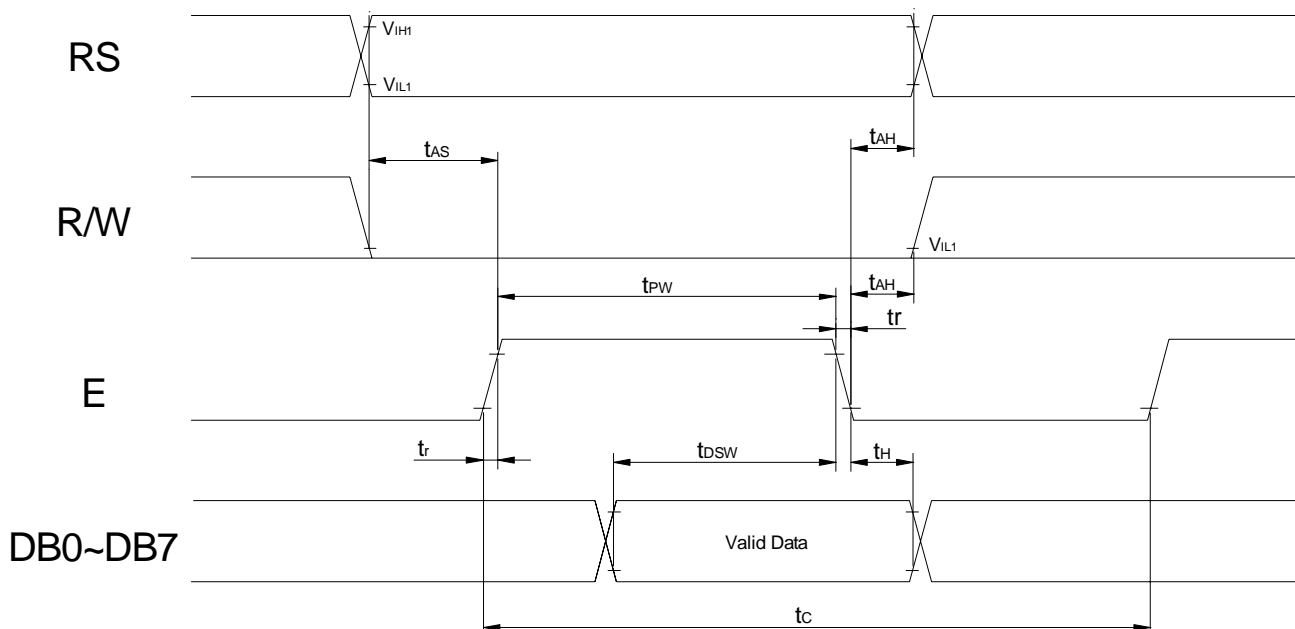 RS
VIH1
VIL1
tAS
tAH
R/W
VIL1
tPW
tAH
tr
E
tr
tDSW
tH
DB0~DB7
Valid Data
tC